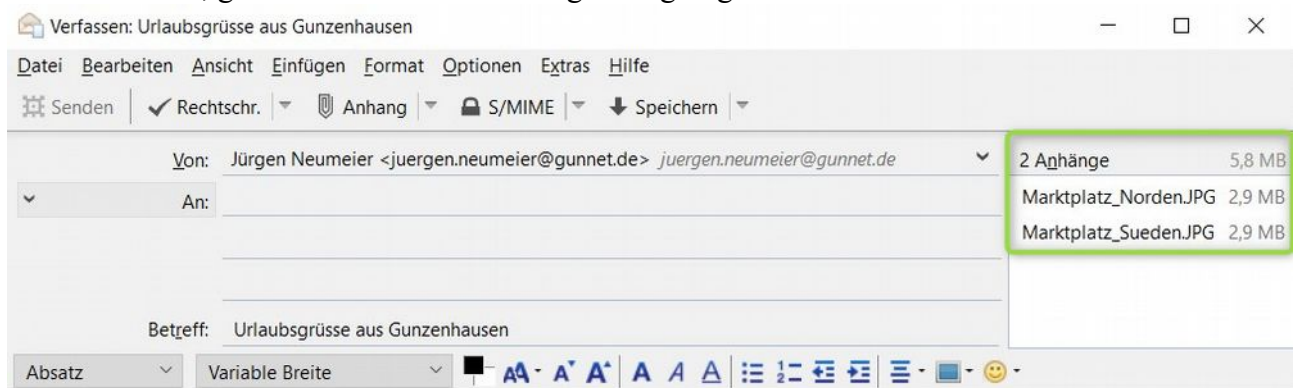 Verfassen: Urlaubsgrüsse aus Gunzenhausen
Datei Bearbeiten Ansicht Einfügen Format Optionen Extras Hilfe
Senden Rechtschr. Anhang S/MIME Speichern
Von: Jürgen Neumeier <juergen.neumeier@gunnet.de> juergen.neumeier@gunnet.de
2 Anhänge 5,8 MB
An:
Marktplatz_Norden.JPG 2,9 MB
Marktplatz_Sueden.JPG 2,9 MB
Betreff: Urlaubsgrüsse aus Gunzenhausen
Absatz Variable Breite